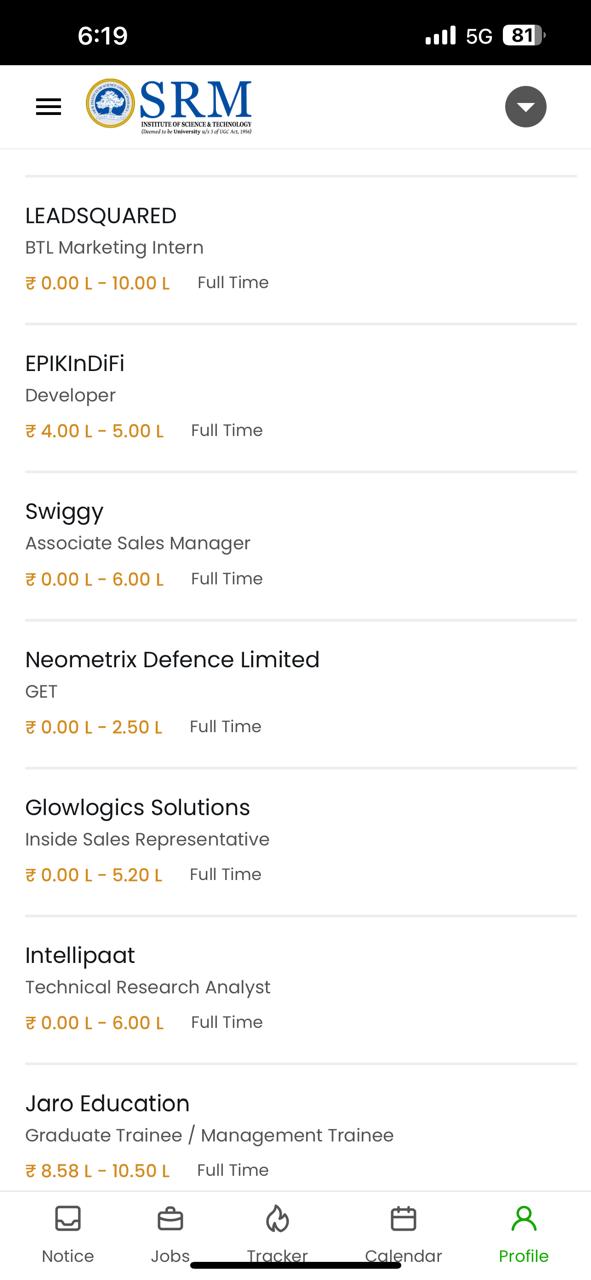 6:19
5G 81
SRM
INSTITUTE OF SCIENCE & TECHNOLOGY
(Deemed to be University u/s 3 of UGC Act, 1956)
LEADSQUARED
BTL Marketing Intern
₹ 0.00 L - 10.00 L Full Time
EPIKInDiFi
Developer
₹ 4.00 L - 5.00 L Full Time
Swiggy
Associate Sales Manager
₹ 0.00 L - 6.00 L Full Time
Neometrix Defence Limited
GET
₹ 0.00 L - 2.50 L Full Time
Glowlogics Solutions
Inside Sales Representative
₹ 0.00 L - 5.20 L Full Time
Intellipaat
Technical Research Analyst
₹ 0.00 L - 6.00 L Full Time
Jaro Education
Graduate Trainee / Management Trainee
₹ 8.58 L - 10.50 L Full Time
Notice Jobs Tracker Calendar Profile